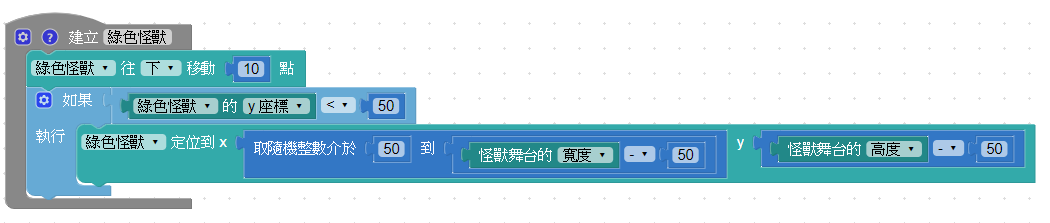 建立 綠色怪獸
綠色怪獸 往 下 移動 10 點
如果 綠色怪獸 的 y 座標 < 50
執行 綠色怪獸 定位到 x 取隨機整數介於 50 到 怪獸舞台的 寬度 - 50 y 怪獸舞台的 高度 - 50